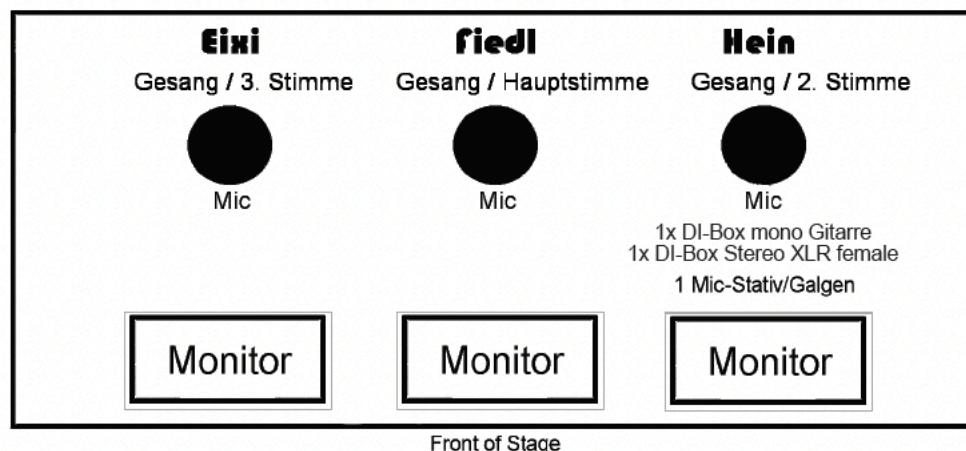 Eixi
Fiedl
Hein
Gesang / 3. Stimme
Gesang / Hauptstimme
Gesang / 2. Stimme
Mic
Mic
Mic
1x DI-Box mono Gitarre
1x DI-Box Stereo XLR female
1 Mic-Stativ/Galgen
Monitor
Monitor
Monitor
Front of Stage